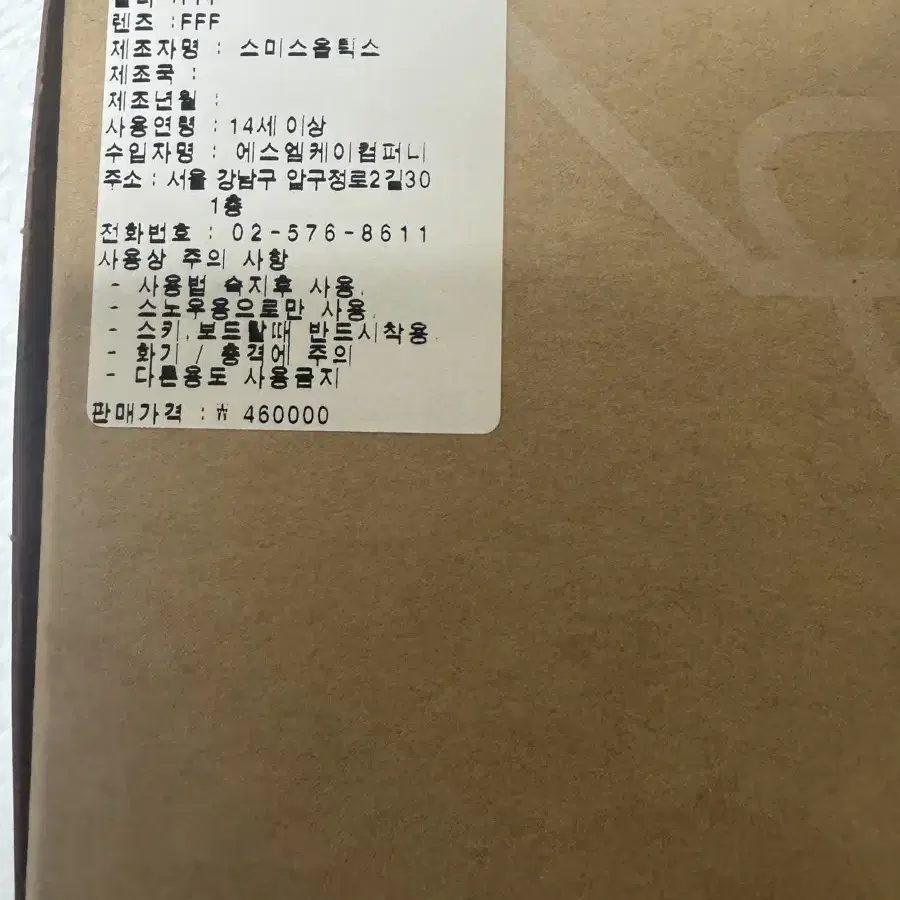 렌즈 :FFF
제조자명 : 스미스옵틱스
제조국 :
제조년월 :
사용연령 : 14세 이상
수입자명 : 에스엠케이컴퍼니
주소 : 서울 강남구 압구정로2길30
1층
전화번호 : 02-576-8611
사용상 주의 사항
- 사용법 숙지후 사용.
- 스노우용으로만 사용.
- 스키,보드탈때 반드시착용.
- 화기 / 충격에 주의
- 다른용도 사용금지
판매가격 : ₩ 460000